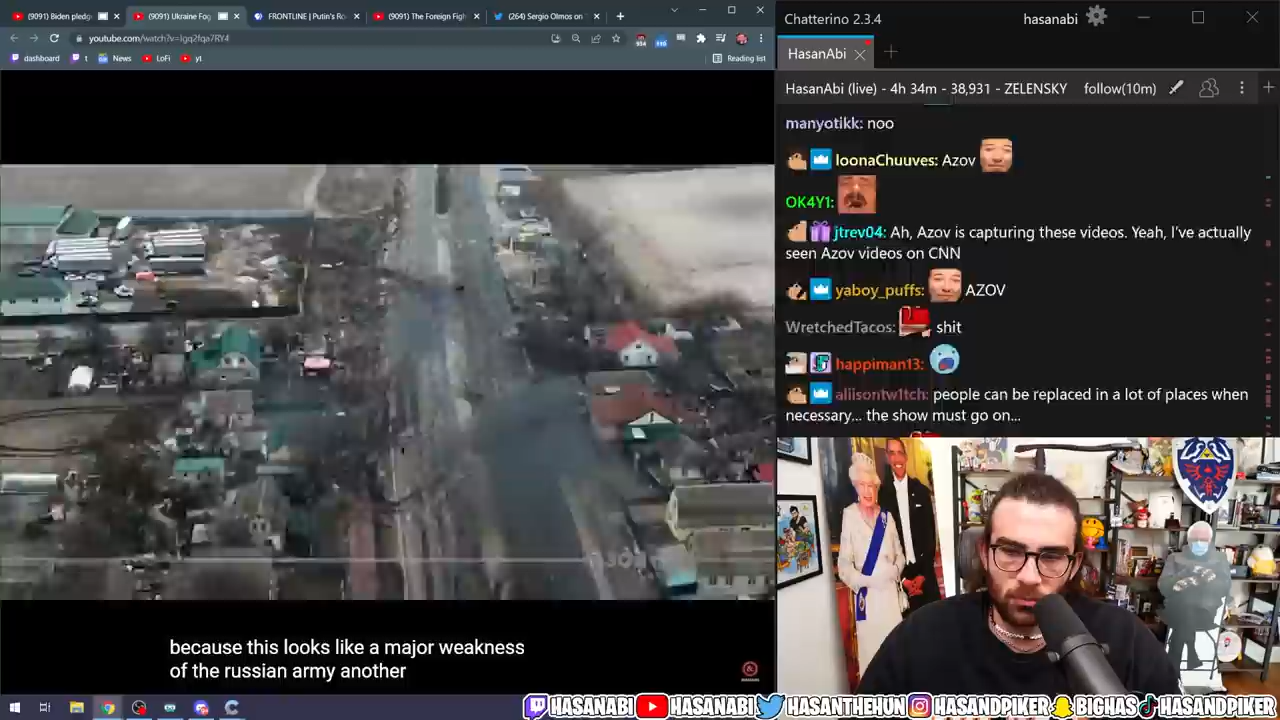 (9091) Biden pledg
(9091) Ukraine Fog
FRONTLINE | Putin's Ro
(9091) The Foreign Figh
(264) Sergio Olmos on
youtube.com/watch?v=Igq2fqa7RY4
dashboard
t
News
LoFi
yt
Reading list
because this looks like a major weakness
of the russian army another
Chatterino 2.3.4
hasanabi
HasanAbi
HasanAbi (live) - 4h 34m - 38,931 - ZELENSKY
follow(10m)
manyotikk: noo
loonaChuuves: Azov
OK4Y1:
jtrev04: Ah, Azov is capturing these videos. Yeah, I've actually
seen Azov videos on CNN
yaboy_puffs: AZOV
WretchedTacos: shit
happiman13:
aliisontw1tch: people can be replaced in a lot of places when
necessary... the show must go on...
HASANABI
HASANABI
HASANTHEHUN
HASANDPIKER
BIGHAS
HASANDPIKER